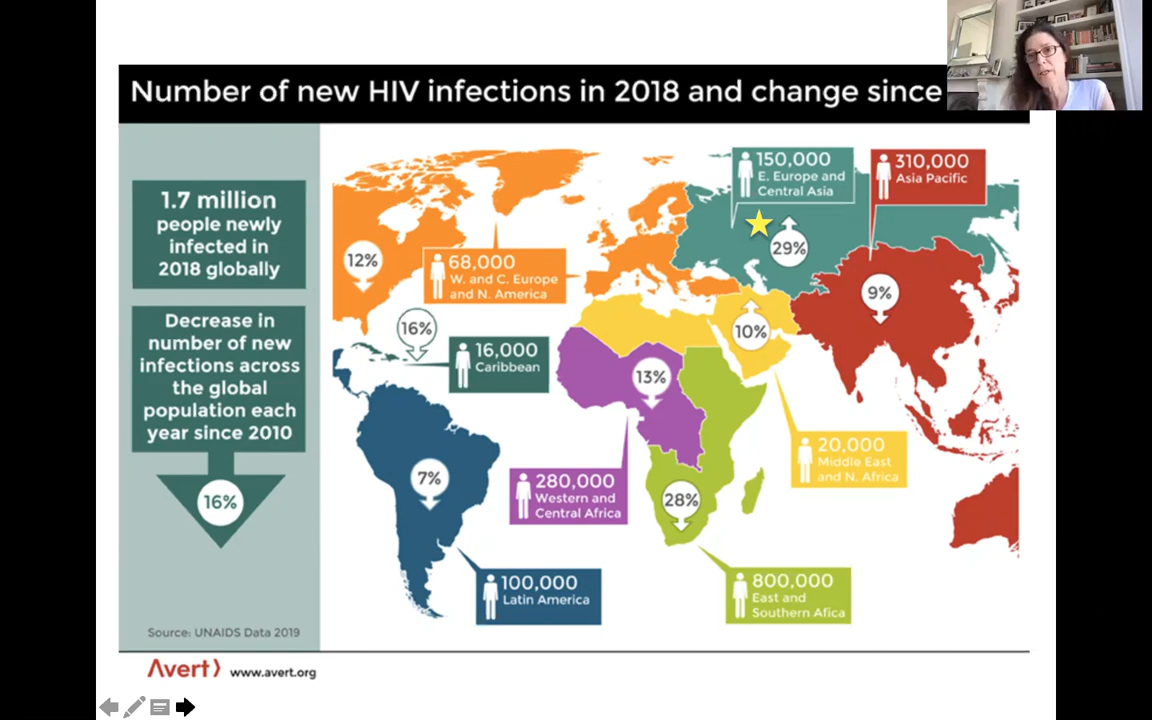 Number of new HIV infections in 2018 and change since
1.7 million
people newly
infected in
2018 globally
Decrease in
number of new
infections across
the global
population each
year since 2010
16%
Source: UNAIDS Data 2019
12%
68,000
W. and C. Europe
and N. America
16%
16,000
Caribbean
7%
100,000
Latin America
13%
280,000
Western and
Central Africa
28%
800,000
East and
Southern Afica
10%
20,000
Middle East
and N. Africa
150,000
E. Europe and
Central Asia
29%
310,000
Asia Pacific
9%
Avert
www.avert.org